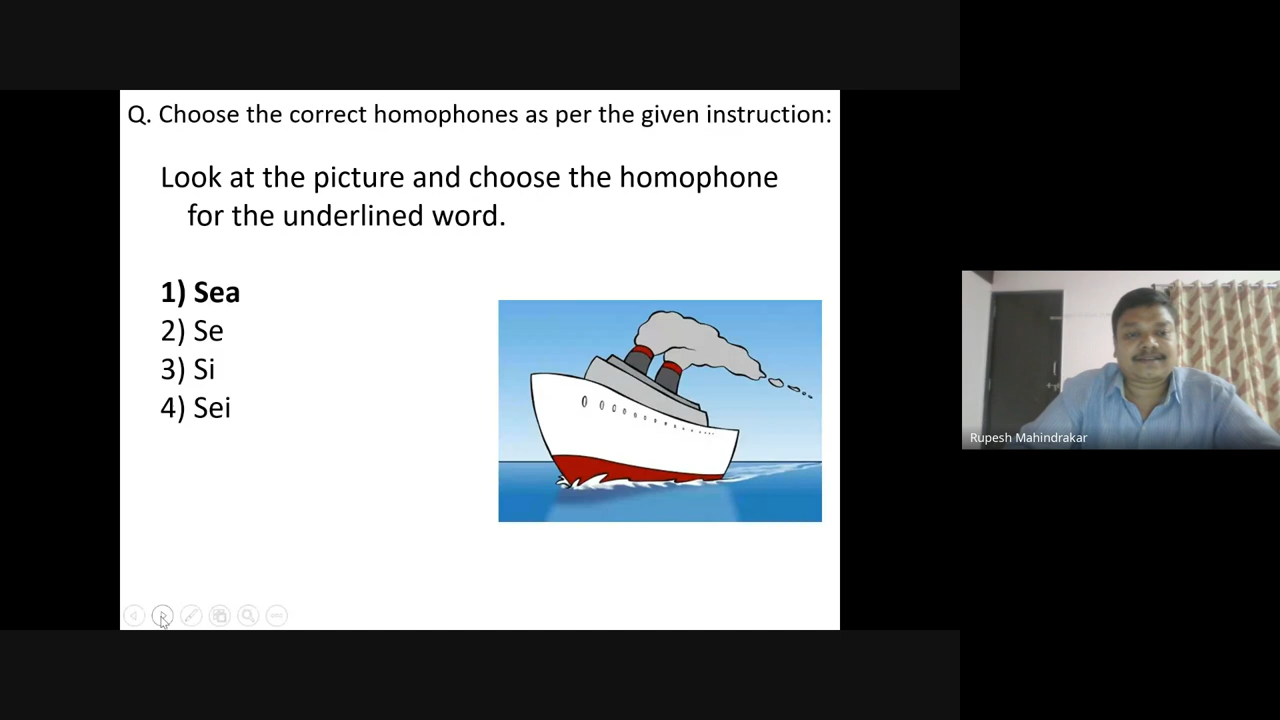 Q. Choose the correct homophones as per the given instruction:
Look at the picture and choose the homophone
for the underlined word.
1) Sea
2) Se
3) Si
4) Sei
Rupesh Mahindrakar